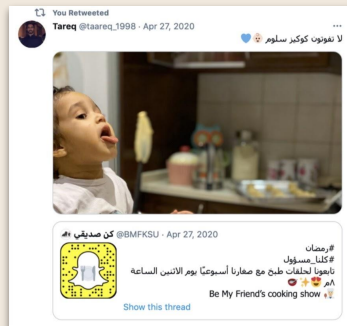 You Retweeted
Tareq @taareq_1998 · Apr 27, 2020
لا تفوتون كوكيز سلوم 👶🏻 💙
كن صديقي @BMFKSU · Apr 27, 2020
#رمضان
#كلنا_مسؤول
تابعونا لحلقات طبخ مع صغارنا أسبوعيًا يوم الاثنين الساعة
٨م
Be My Friend's cooking show
Show this thread